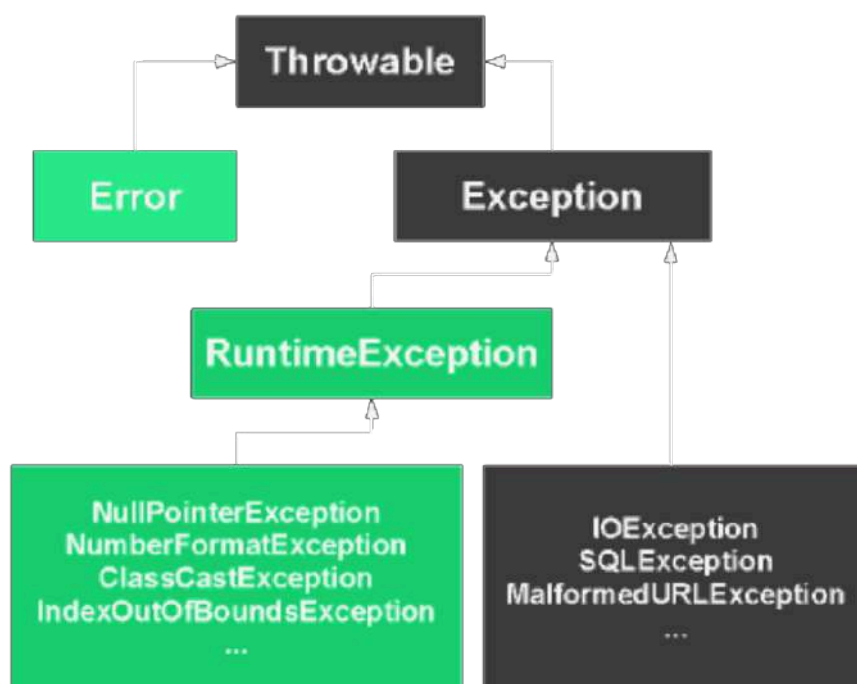 Throwable
Error
Exception
RuntimeException
NullPointerException
NumberFormatException
ClassCastException
IndexOutOfBoundsException
...
IOException
SQLException
MalformedURLException
...